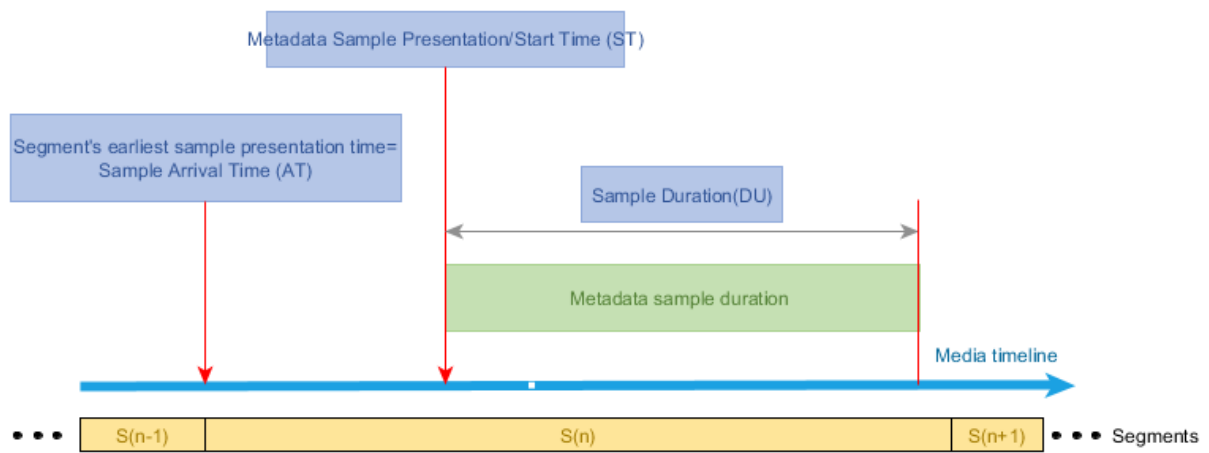 Metadata Sample Presentation/Start Time (ST)
Segment's earliest sample presentation time=
Sample Arrival Time (AT)
Sample Duration(DU)
Metadata sample duration
Media timeline
S(n-1)
S(n)
S(n+1)
Segments